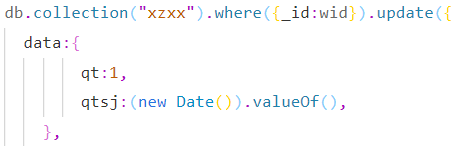 db.collection("xzxx").where({_id:wid}).update({
data:{
qt:1,
qtsj:(new Date()).valueOf(),
},